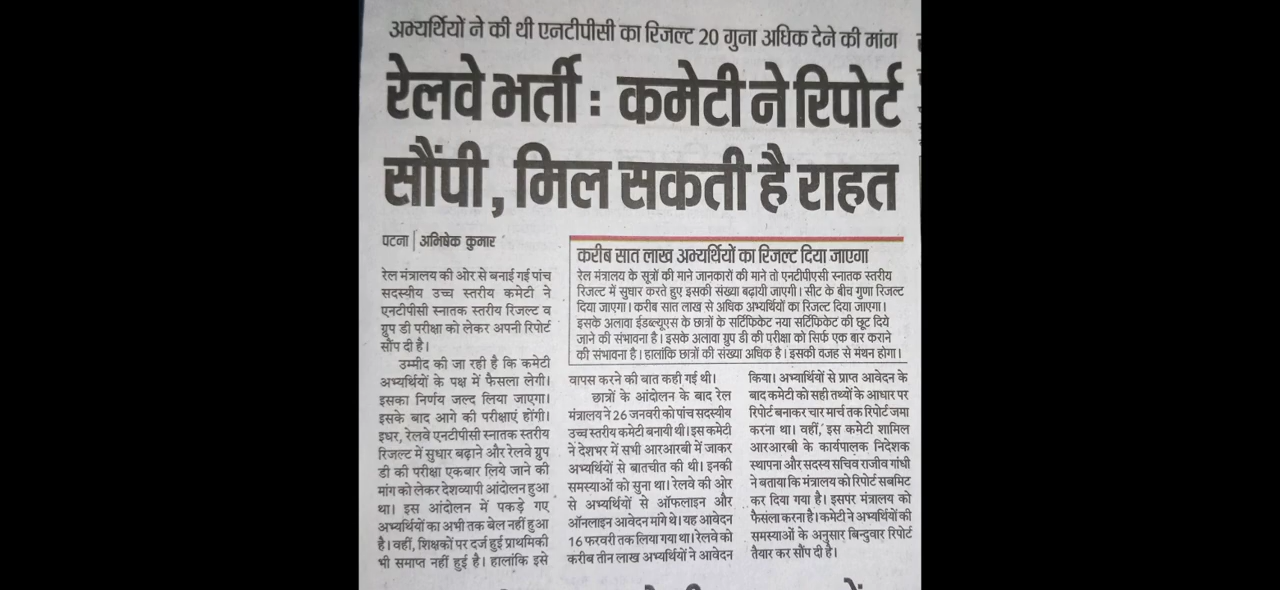 अभ्यर्थियों ने की थी एनटीपीसी का रिजल्ट 20 गुना अधिक देने की मांग
रेलवे भर्ती : कमेटी ने रिपोर्ट
सौंपी, मिल सकती है राहत
पटना | अभिषेक कुमार
रेल मंत्रालय की ओर से बनाई गई पांच
सदस्यीय उच्च स्तरीय कमेटी ने
एनटीपीसी स्नातक स्तरीय रिजल्ट व
ग्रुप डी परीक्षा को लेकर अपनी रिपोर्ट
सौंप दी है।
उम्मीद की जा रही है कि कमेटी
अभ्यर्थियों के पक्ष में फैसला लेगी।
इसका निर्णय जल्द लिया जाएगा।
इसके बाद आगे की परीक्षाएं होंगी।
इधर, रेलवे एनटीपीसी स्नातक स्तरीय
रिजल्ट में सुधार बढ़ाने और रेलवे ग्रुप
डी की परीक्षा एकबार लिये जाने की
मांग को लेकर देशव्यापी आंदोलन हुआ
था। इस आंदोलन में पकड़े गए
अभ्यर्थियों का अभी तक बेल नहीं हुआ
है। वहीं, शिक्षकों पर दर्ज हुई प्राथमिकी
भी समाप्त नहीं हुई है। हालांकि इसे
करीब सात लाख अभ्यर्थियों का रिजल्ट दिया जाएगा
रेल मंत्रालय के सूत्रों की माने जानकारों की माने तो एनटीपीएसी स्नातक स्तरीय
रिजल्ट में सुधार करते हुए इसकी संख्या बढ़ायी जाएगी। सीट के बीच गुणा रिजल्ट
दिया जाएगा। करीब सात लाख से अधिक अभ्यर्थियों का रिजल्ट दिया जाएगा।
इसके अलावा ईडब्ल्यूएस के छात्रों के सर्टिफिकेट नया सर्टिफिकेट की छूट दिये
जाने की संभावना है। इसके अलावा ग्रुप डी की परीक्षा को सिर्फ एक बार कराने
की संभावना है। हालांकि छात्रों की संख्या अधिक है। इसकी वजह से मंथन होगा।
वापस करने की बात कही गई थी।
छात्रों के आंदोलन के बाद रेल
मंत्रालय ने 26 जनवरी को पांच सदस्यीय
उच्च स्तरीय कमेटी बनायी थी। इस कमेटी
ने देशभर में सभी आरआरबी में जाकर
अभ्यर्थियों से बातचीत की थी। इनकी
समस्याओं को सुना था। रेलवे की ओर
से अभ्यर्थियों से ऑफलाइन और
ऑनलाइन आवेदन मांगे थे। यह आवेदन
16 फरवरी तक लिया गया था। रेलवे को
करीब तीन लाख अभ्यर्थियों ने आवेदन
किया। अभ्यार्थियों से प्राप्त आवेदन के
बाद कमेटी को सही तथ्यों के आधार पर
रिपोर्ट बनाकर चार मार्च तक रिपोर्ट जमा
करना था। वहीं, इस कमेटी शामिल
आरआरबी के कार्यपालक निदेशक
स्थापना और सदस्य सचिव राजीव गांधी
ने बताया कि मंत्रालय को रिपोर्ट सबमिट
कर दिया गया है। इसपर मंत्रालय को
फैसला करना है। कमेटी ने अभ्यर्थियों की
समस्याओं के अनुसार बिन्दुवार रिपोर्ट
तैयार कर सौंप दी है।